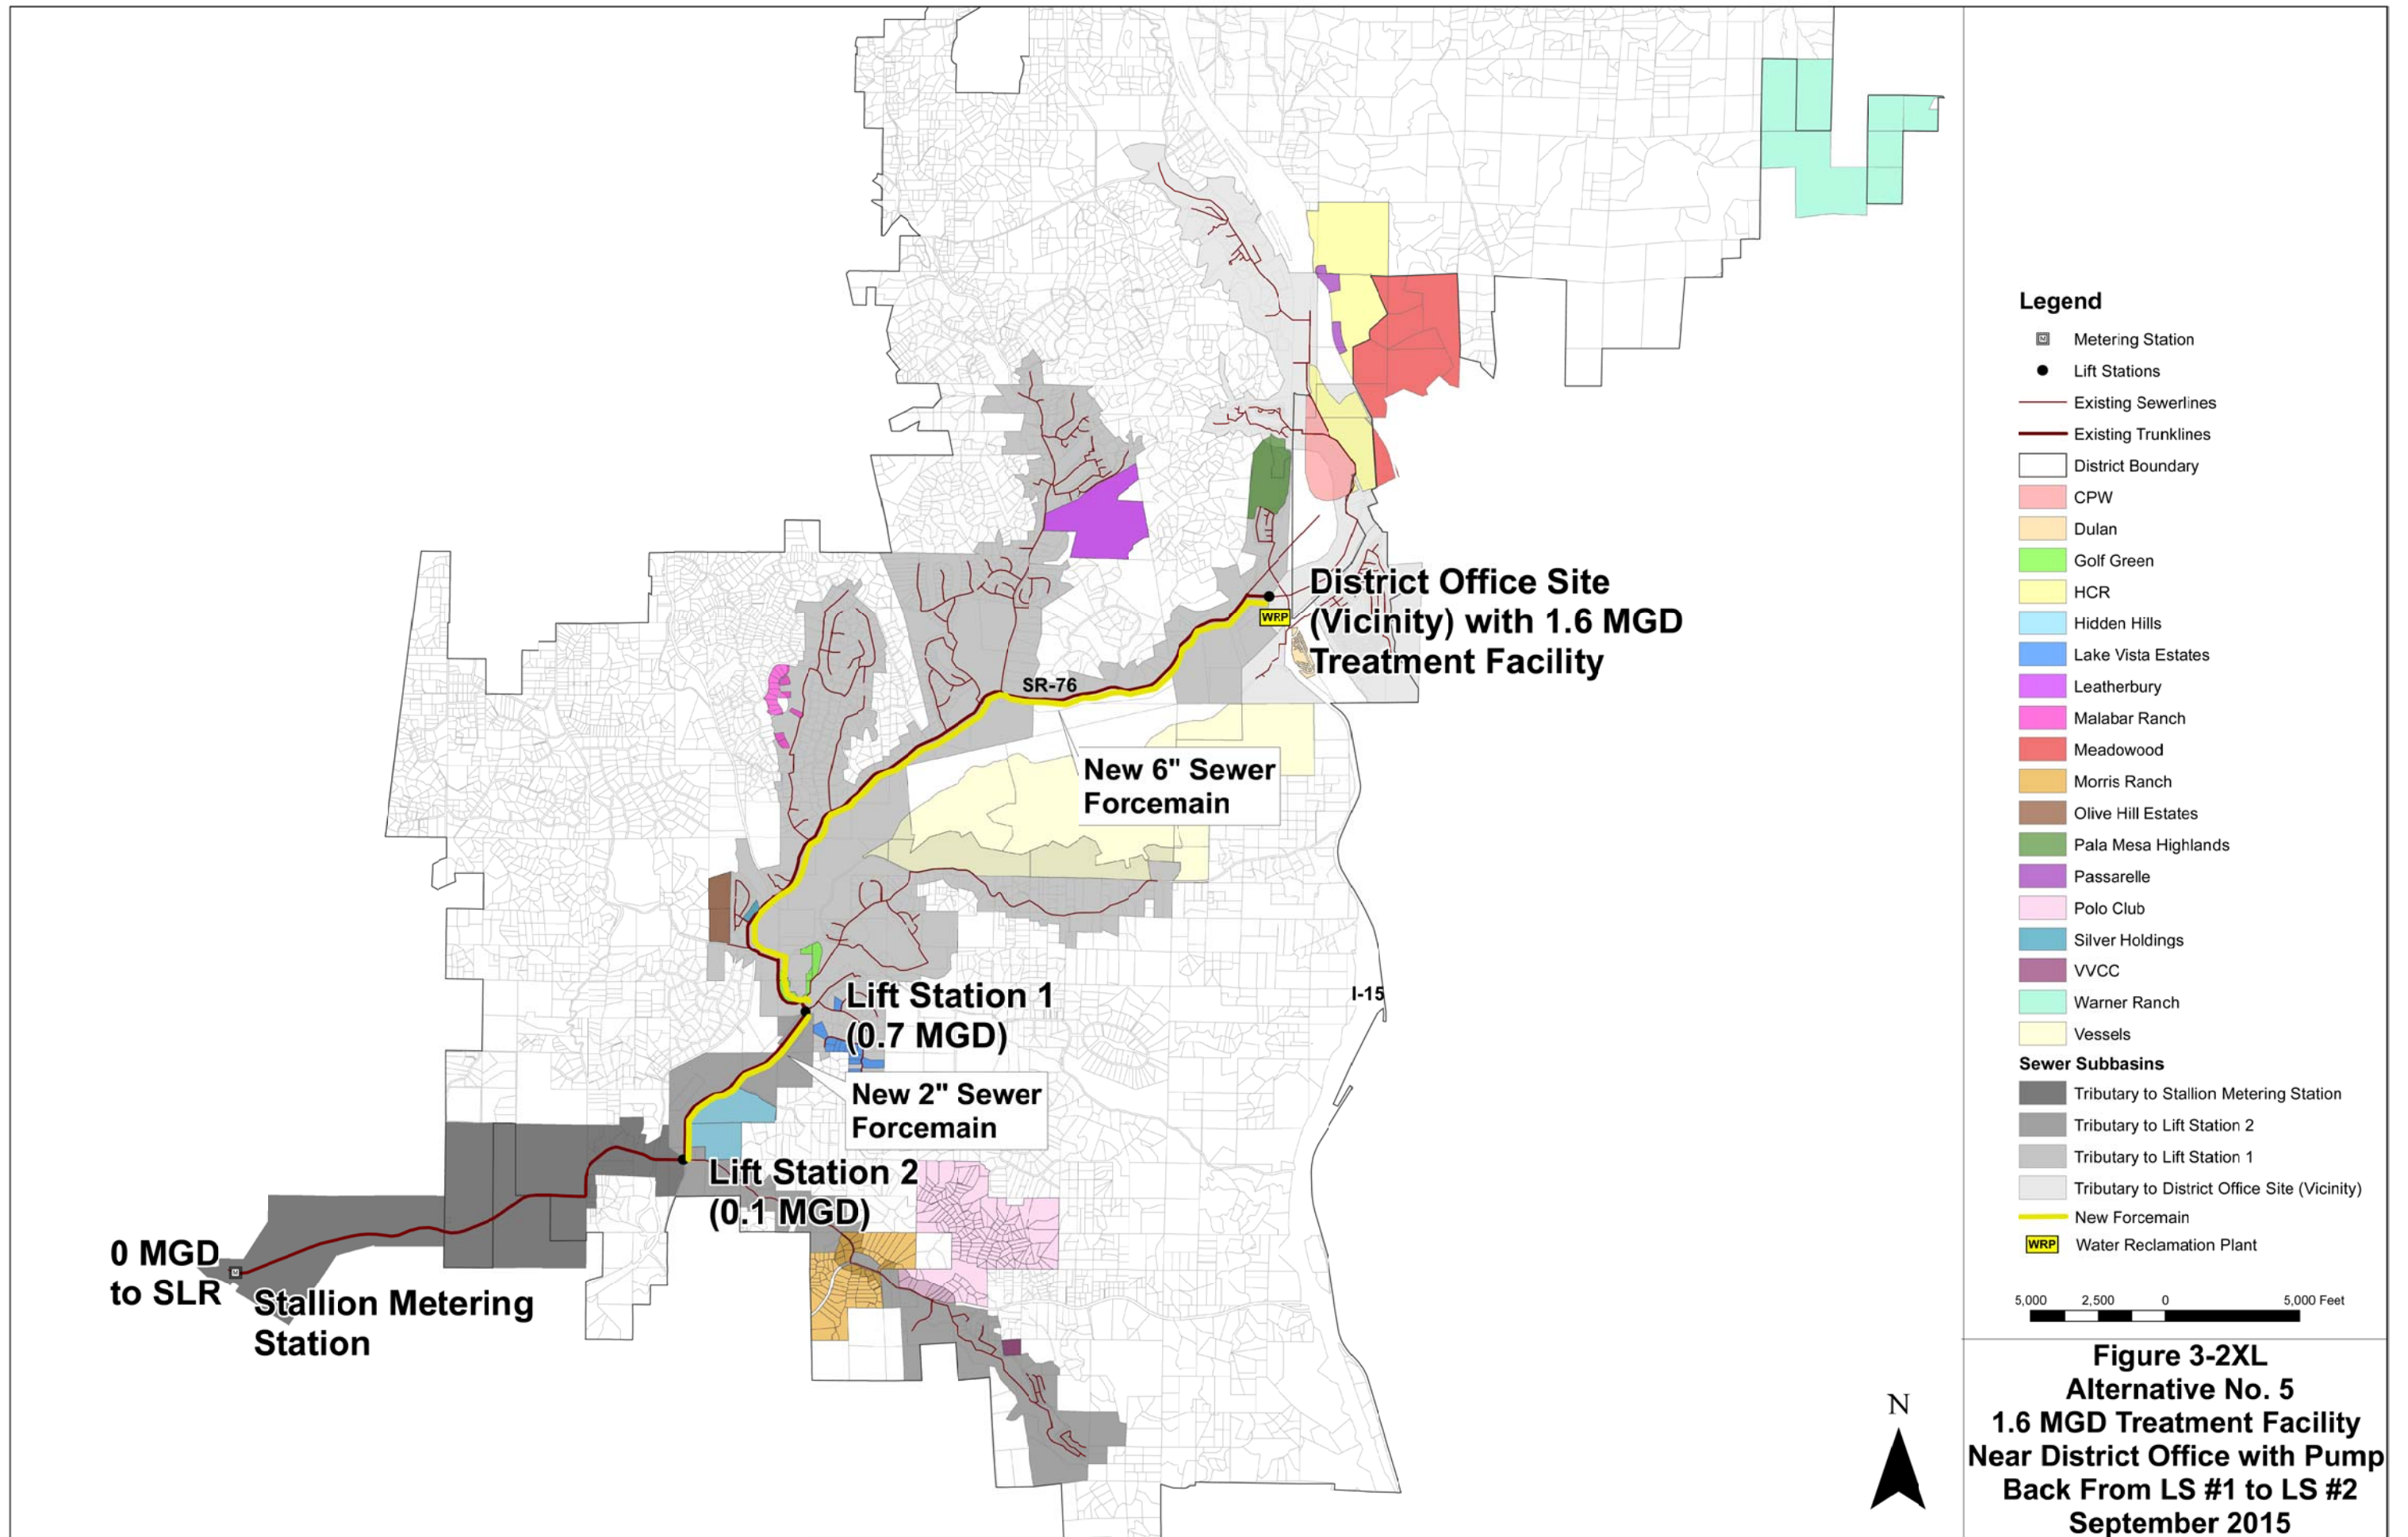 District Office Site
(Vicinity) with 1.6 MGD
Treatment Facility
WRP
SR-76
New 6" Sewer
Forcemain
I-15
Lift Station 1
(0.7 MGD)
New 2" Sewer
Forcemain
Lift Station 2
(0.1 MGD)
0 MGD
to SLR
M
Stallion Metering
Station
Legend
M Metering Station
Lift Stations
Existing Sewerlines
Existing Trunklines
District Boundary
CPW
Dulan
Golf Green
HCR
Hidden Hills
Lake Vista Estates
Leatherbury
Malabar Ranch
Meadowood
Morris Ranch
Olive Hill Estates
Pala Mesa Highlands
Passarelle
Polo Club
Silver Holdings
VVCC
Warner Ranch
Vessels
Sewer Subbasins
Tributary to Stallion Metering Station
Tributary to Lift Station 2
Tributary to Lift Station 1
Tributary to District Office Site (Vicinity)
New Forcemain
WRP Water Reclamation Plant
5,000 2,500 0 5,000 Feet
N
Figure 3-2XL
Alternative No. 5
1.6 MGD Treatment Facility
Near District Office with Pump
Back From LS #1 to LS #2
September 2015